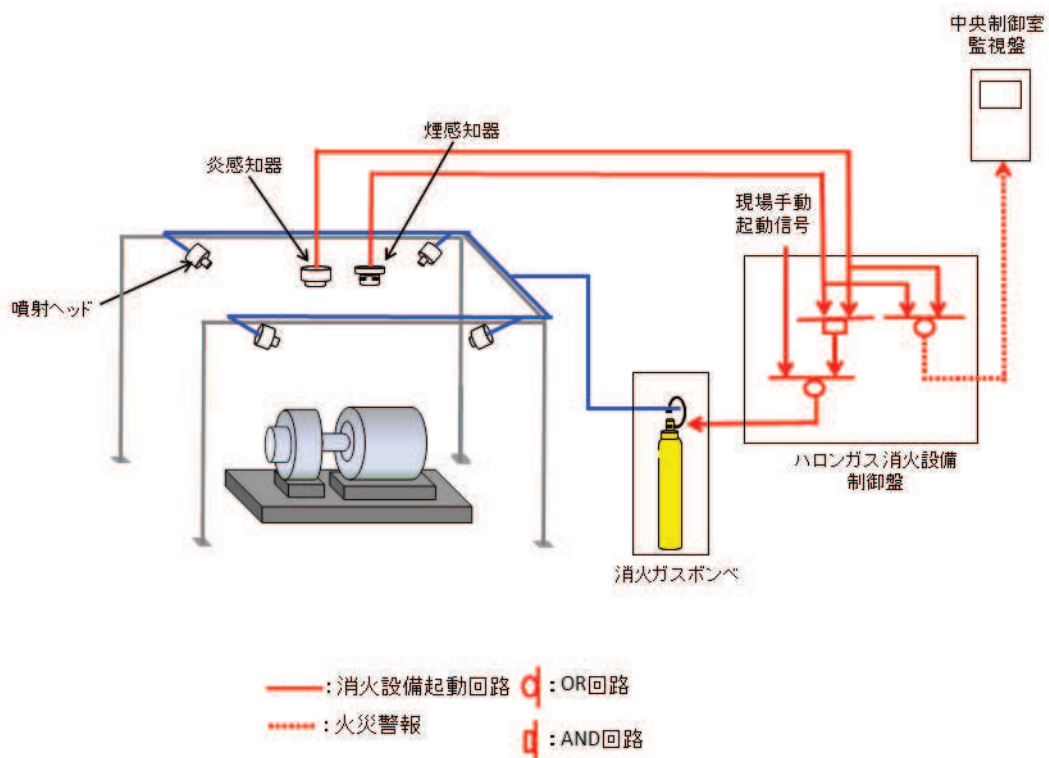 中央制御室
監視盤
煙感知器
炎感知器
現場手動
起動信号
噴射ヘッド
ハロンガス消火設備
制御盤
消火ガスボンベ
:消火設備起動回路
:OR回路
:火災警報
:AND回路